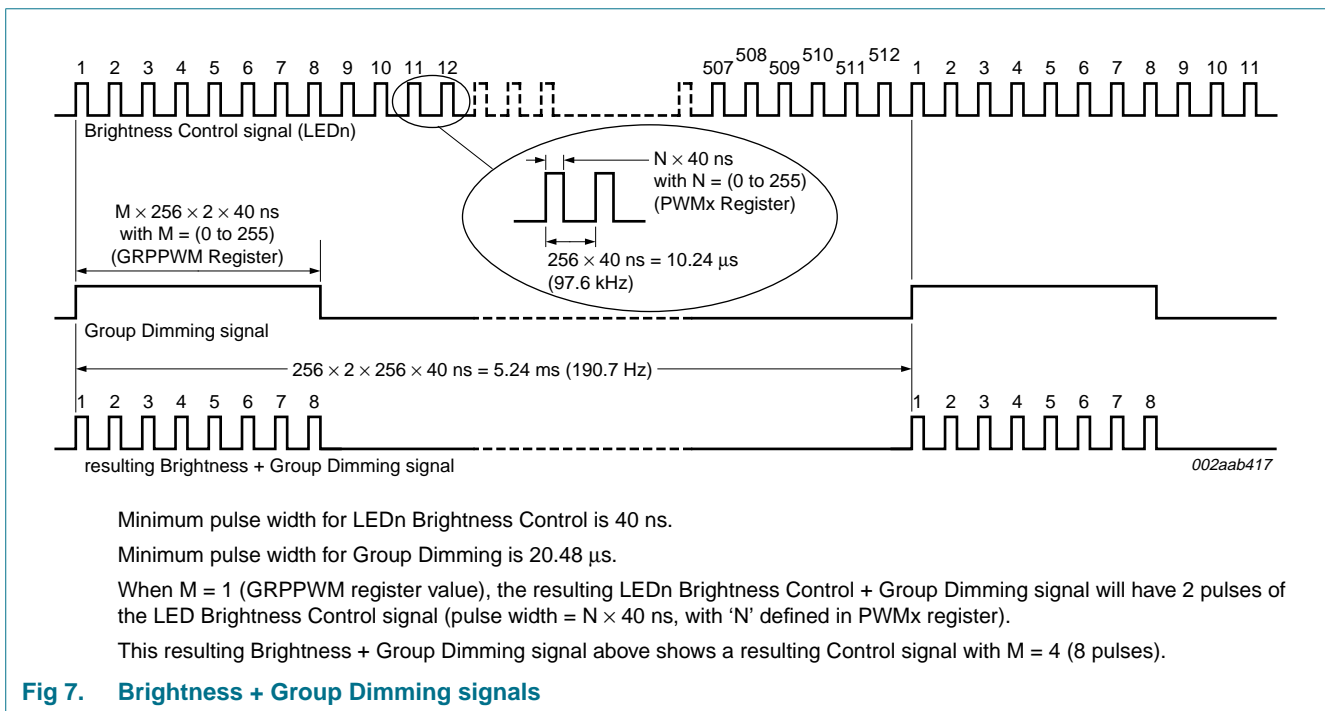 1 2 3 4 5 6 7 8 9 10 11 12 507 508 509 510 511 512 1 2 3 4 5 6 7 8 9 10 11
Brightness Control signal (LEDn)
N × 40 ns
with N = (0 to 255)
(PWMx Register)
M × 256 × 2 × 40 ns
with M = (0 to 255)
(GRPPWM Register)
256 × 40 ns = 10.24 μs
(97.6 kHz)
Group Dimming signal
256 × 2 × 256 × 40 ns = 5.24 ms (190.7 Hz)
1 2 3 4 5 6 7 8 1 2 3 4 5 6 7 8
resulting Brightness + Group Dimming signal
002aab417
Minimum pulse width for LEDn Brightness Control is 40 ns.
Minimum pulse width for Group Dimming is 20.48 μs.
When M = 1 (GRPPWM register value), the resulting LEDn Brightness Control + Group Dimming signal will have 2 pulses of
the LED Brightness Control signal (pulse width = N × 40 ns, with ‘N’ defined in PWMx register).
This resulting Brightness + Group Dimming signal above shows a resulting Control signal with M = 4 (8 pulses).
Fig 7. Brightness + Group Dimming signals